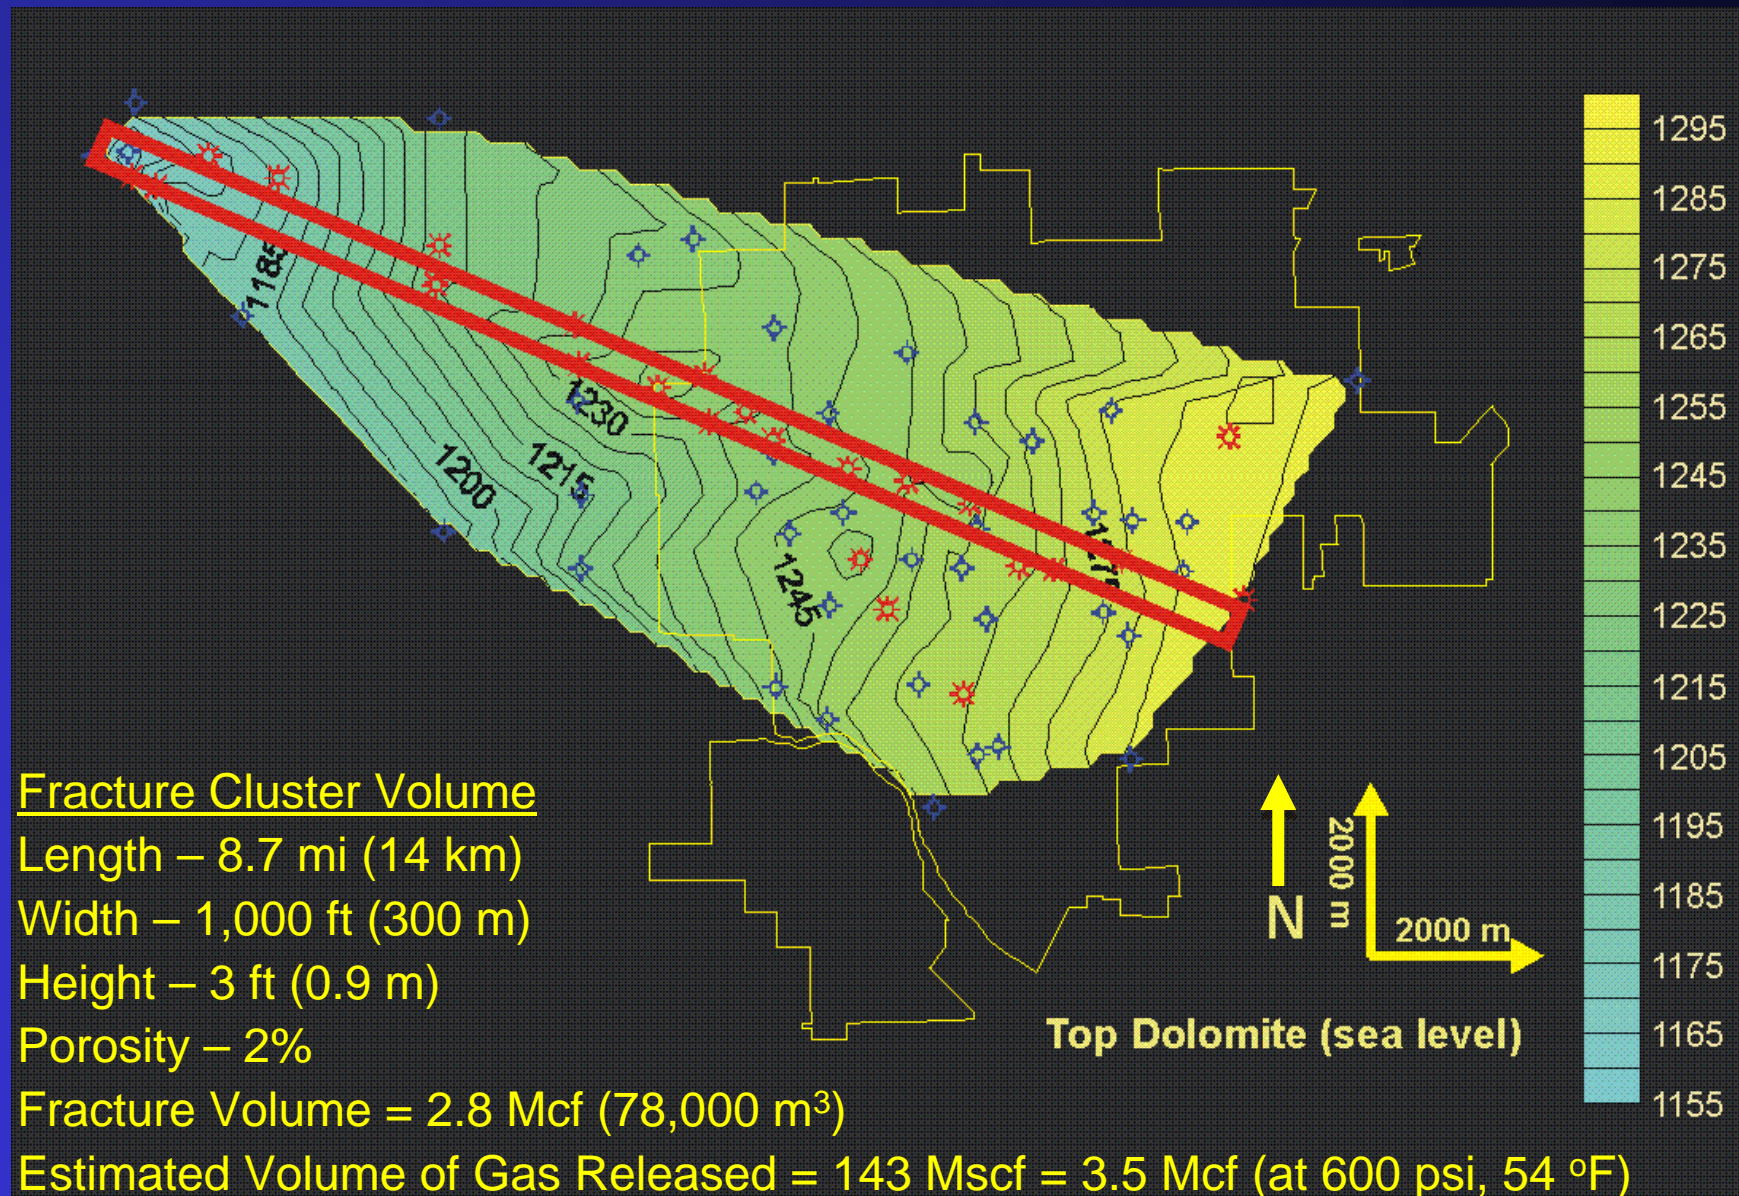 1295
1285
1275
1265
1255
1245
1235
1225
1215
1205
1195
1185
1175
1165
1155
1185
1230
1215
1200
1245
Fracture Cluster Volume
Length – 8.7 mi (14 km)
Width – 1,000 ft (300 m)
Height – 3 ft (0.9 m)
Porosity – 2%
Fracture Volume = 2.8 Mcf (78,000 m³)
Estimated Volume of Gas Released = 143 Mscf = 3.5 Mcf (at 600 psi, 54 ºF)
N
2000 m
2000 m
Top Dolomite (sea level)